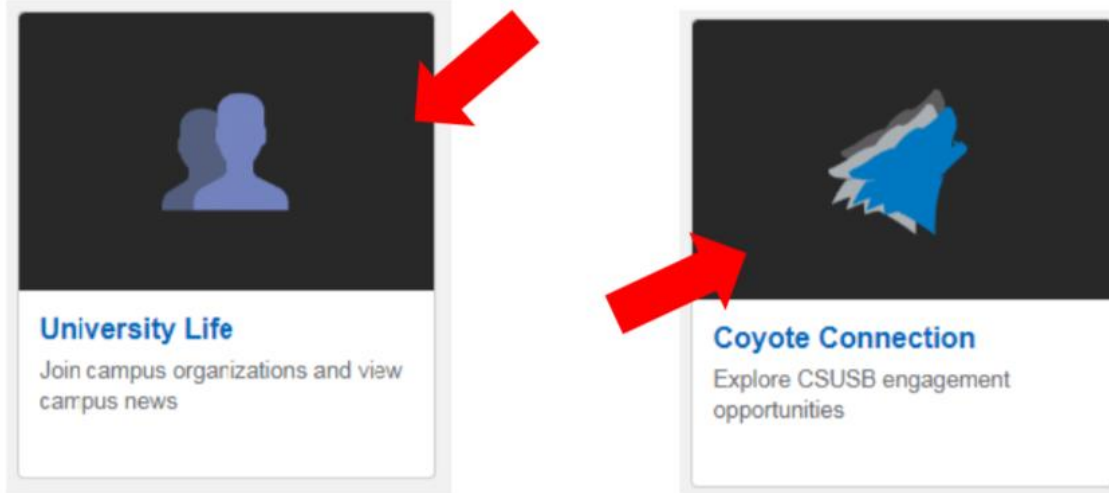 University Life
Join campus organizations and view
campus news
Coyote Connection
Explore CSUSB engagement
opportunities